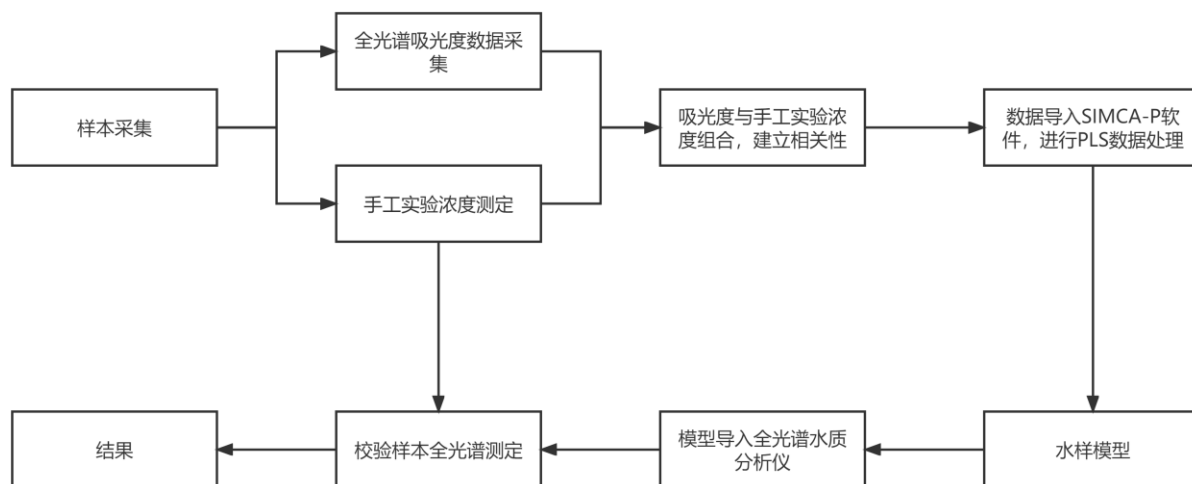 全光谱吸光度数据采
集
样本采集
吸光度与手工实验浓
度组合，建立相关性
数据导入SIMCA-P软
件，进行PLS数据处理
手工实验浓度测定
结果
校验样本全光谱测定
模型导入全光谱水质
分析仪
水样模型